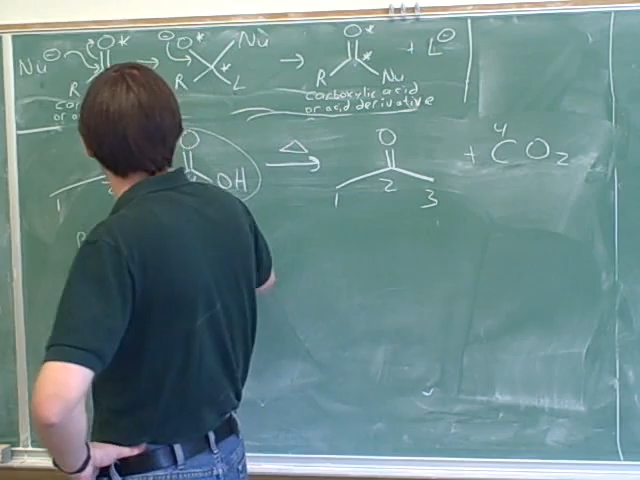 Nu⊖ O* → ⊖O* Nu → O* + L⊖
R R L R Nu
* *
carboxylic acid
or acid derivative
O O 4
OH Δ → + CO2
1 1 2 3